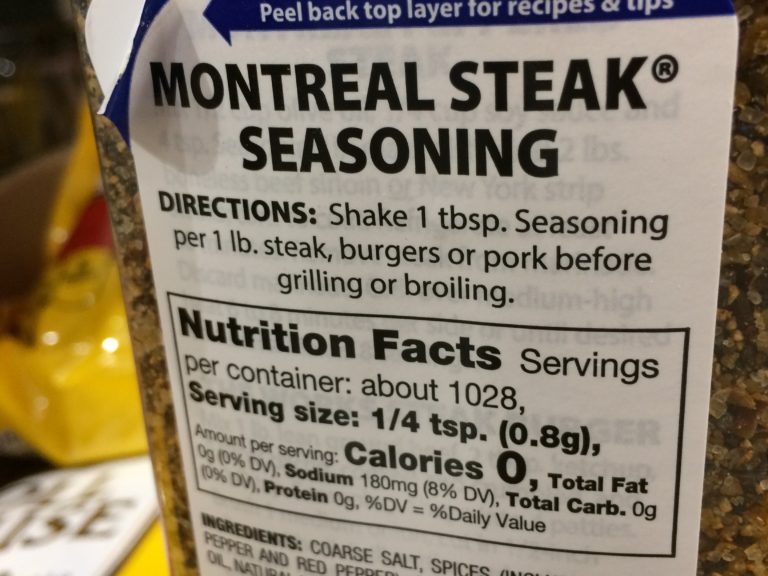 Peel back top layer for recipes & tips
MONTREAL STEAK®
SEASONING
DIRECTIONS: Shake 1 tbsp. Seasoning
per 1 lb. steak, burgers or pork before
grilling or broiling.
Nutrition Facts Servings
per container: about 1028,
Serving size: 1/4 tsp. (0.8g),
Amount per serving: Calories 0, Total Fat
0g (0% DV), Sodium 180mg (8% DV), Total Carb. 0g
(0% DV), Protein 0g, %DV = %Daily Value
INGREDIENTS: COARSE SALT, SPICES
PEPPER AND RED PEPPER
OIL,